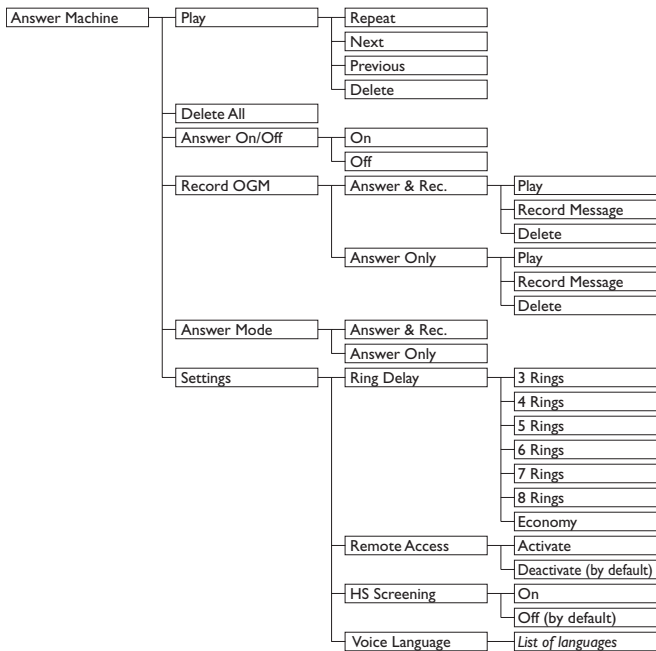 Answer Machine
Play
Repeat
Next
Previous
Delete
Delete All
Answer On/Off
On
Off
Record OGM
Answer & Rec.
Play
Record Message
Delete
Answer Only
Play
Record Message
Delete
Answer Mode
Answer & Rec.
Answer Only
Settings
Ring Delay
3 Rings
4 Rings
5 Rings
6 Rings
7 Rings
8 Rings
Economy
Remote Access
Activate
Deactivate (by default)
HS Screening
On
Off (by default)
Voice Language
List of languages